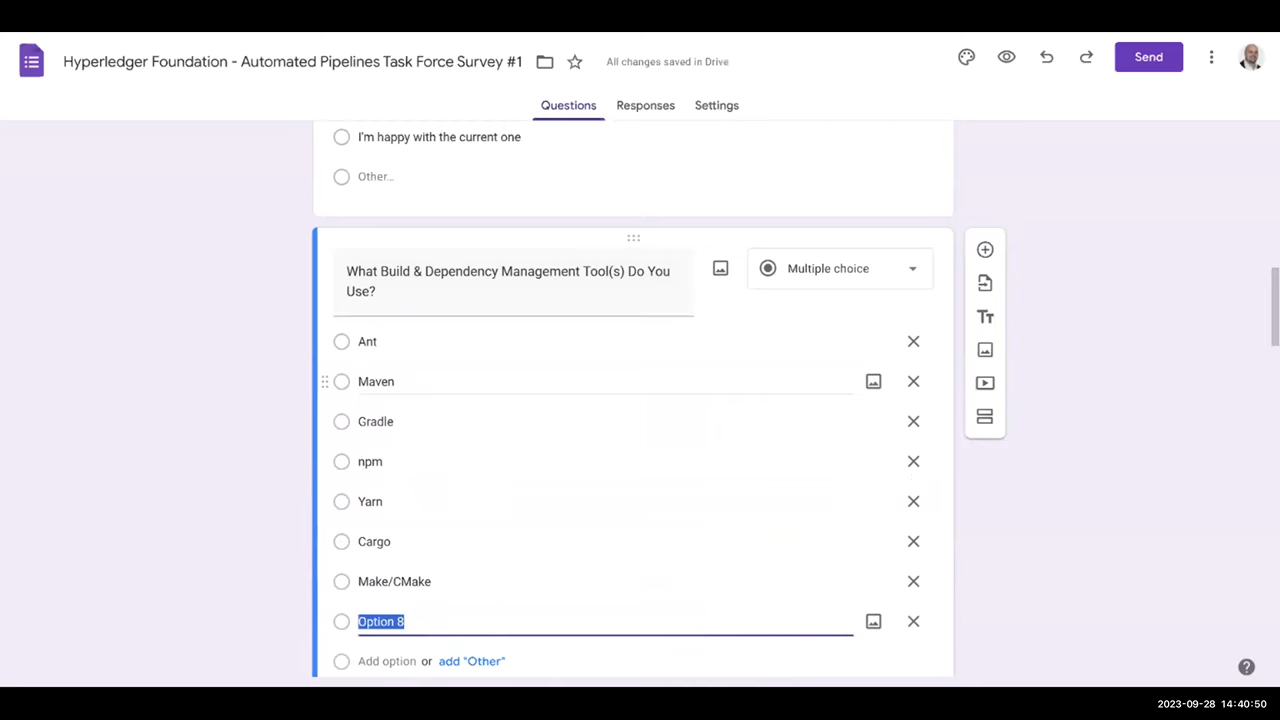 Hyperledger Foundation - Automated Pipelines Task Force Survey #1
All changes saved in Drive
Send
Questions
Responses
Settings
I'm happy with the current one
Other...
What Build & Dependency Management Tool(s) Do You
Use?
Multiple choice
Ant
Maven
Gradle
npm
Yarn
Cargo
Make/CMake
Option 8
Add option or add "Other"
2023-09-28 14:40:50